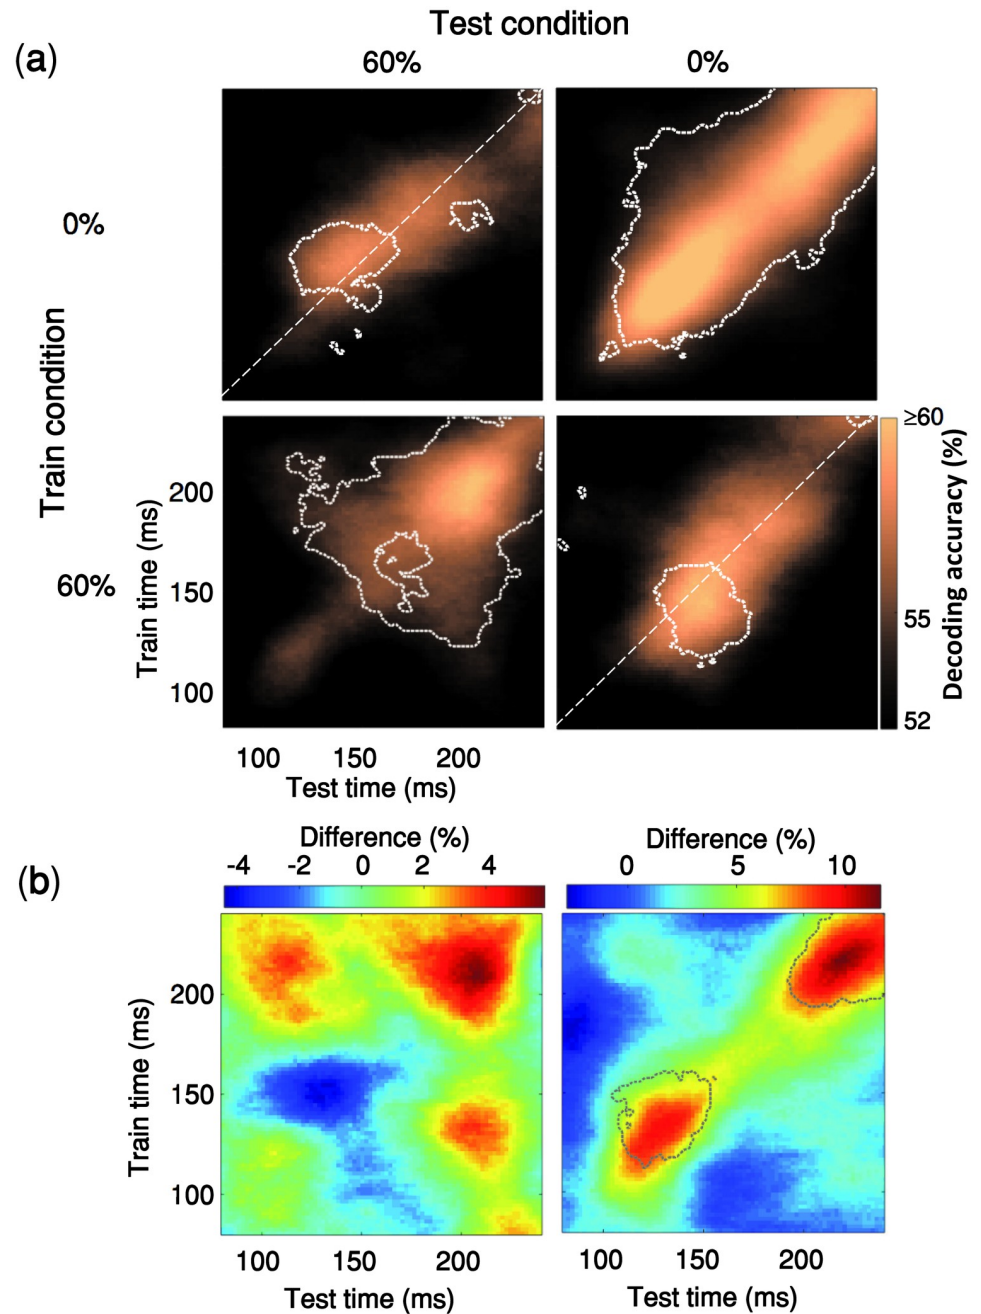 Test condition
(a)
60%
0%
0%
Train condition
60%
Train time (ms)
200
150
100
100
150
200
Test time (ms)
≥60
55
52
Decoding accuracy (%)
(b)
Difference (%)
-4
-2
0
2
4
Difference (%)
0
5
10
Train time (ms)
200
150
100
100
150
200
Test time (ms)
100
150
200
Test time (ms)